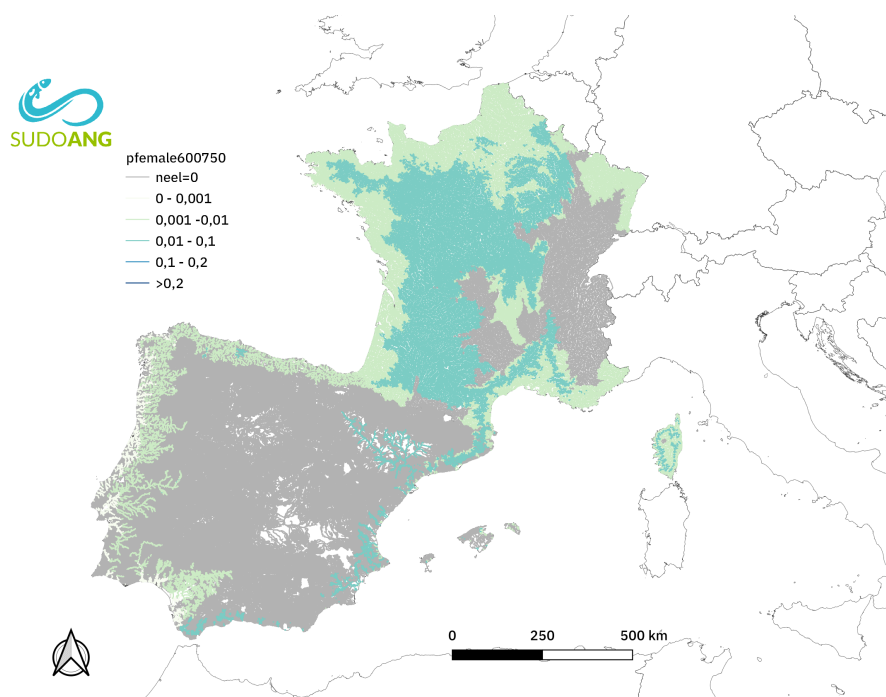 SUDOANG
pfemale600750
neel=0
0 - 0,001
0,001 -0,01
0,01 - 0,1
0,1 - 0,2
>0,2
0 250 500 km